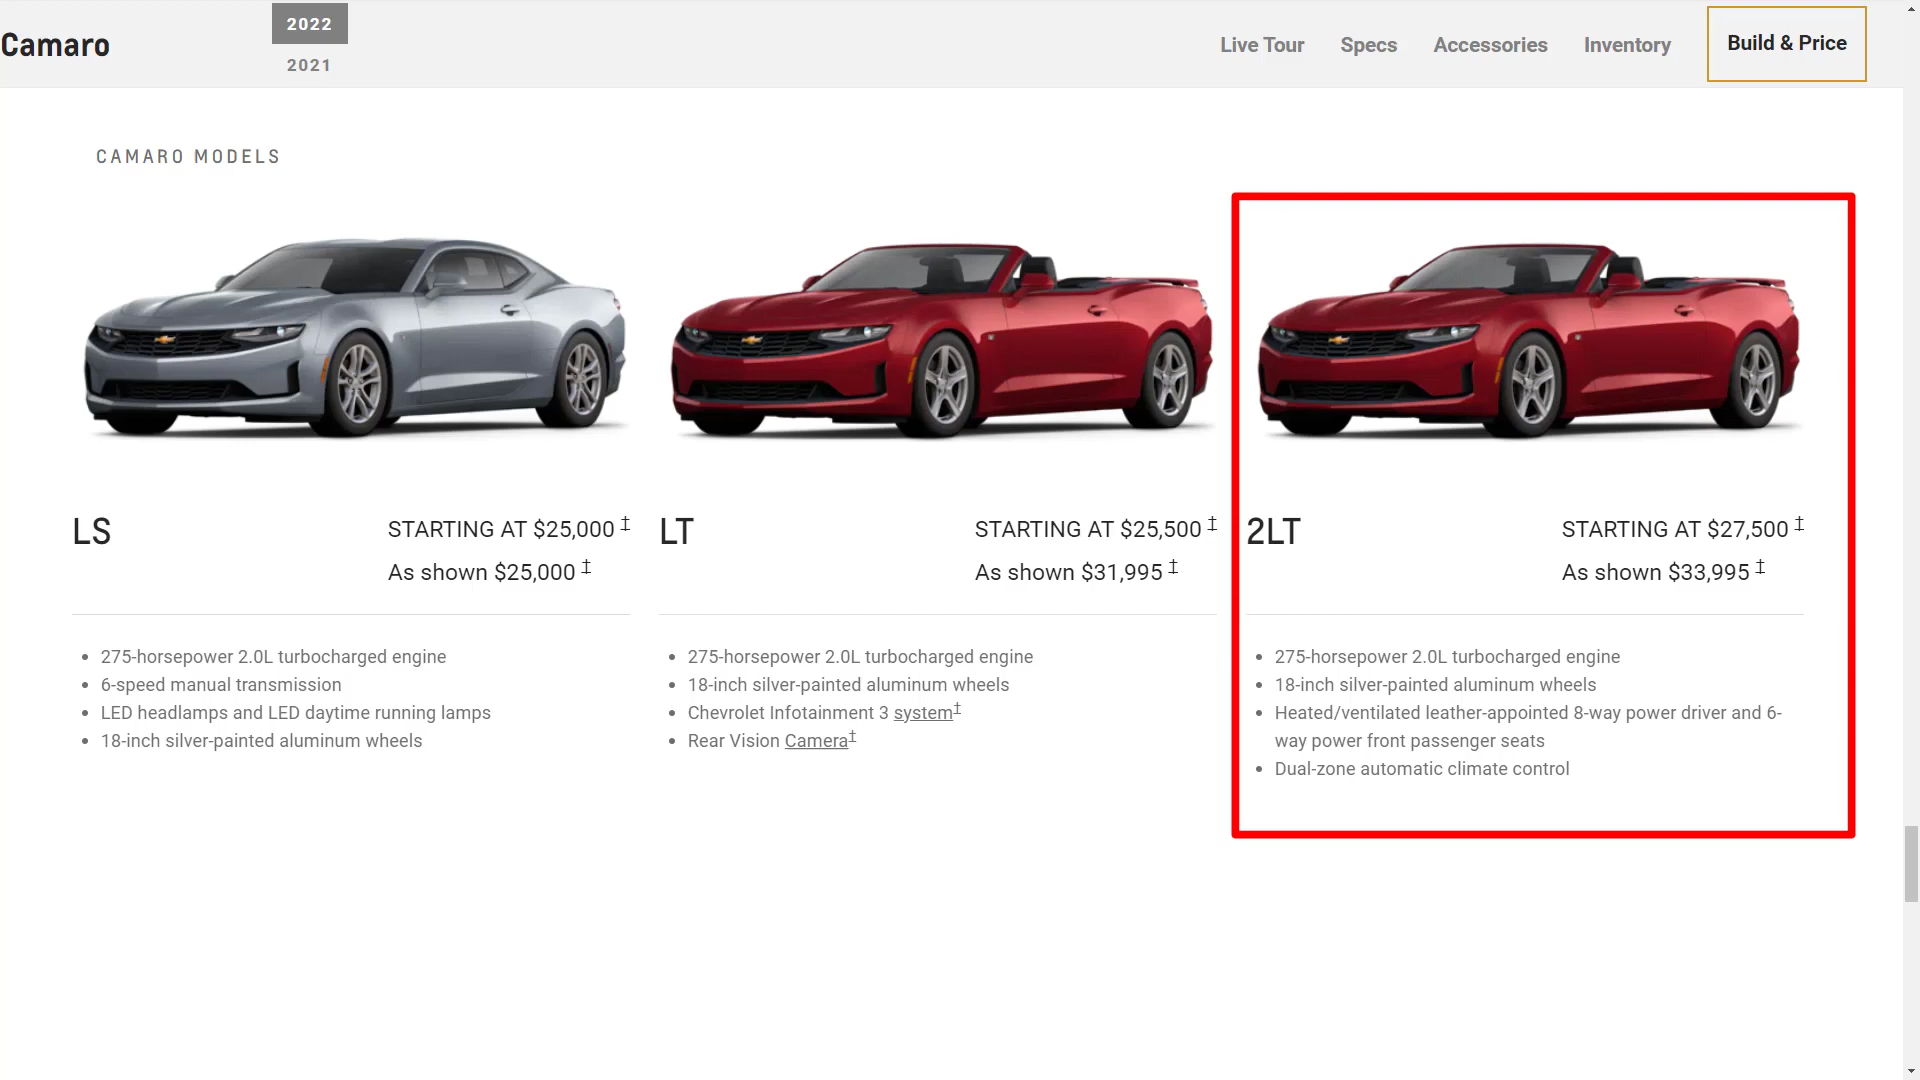 Camaro
2022
2021
Live Tour
Specs
Accessories
Inventory
Build & Price
CAMARO MODELS
LS
STARTING AT $25,000 ‡
As shown $25,000 ‡
275-horsepower 2.0L turbocharged engine
6-speed manual transmission
LED headlamps and LED daytime running lamps
18-inch silver-painted aluminum wheels
LT
STARTING AT $25,500 ‡
As shown $31,995 ‡
275-horsepower 2.0L turbocharged engine
18-inch silver-painted aluminum wheels
Chevrolet Infotainment 3 system†
Rear Vision Camera†
2LT
STARTING AT $27,500 ‡
As shown $33,995 ‡
275-horsepower 2.0L turbocharged engine
18-inch silver-painted aluminum wheels
Heated/ventilated leather-appointed 8-way power driver and 6-
way power front passenger seats
Dual-zone automatic climate control